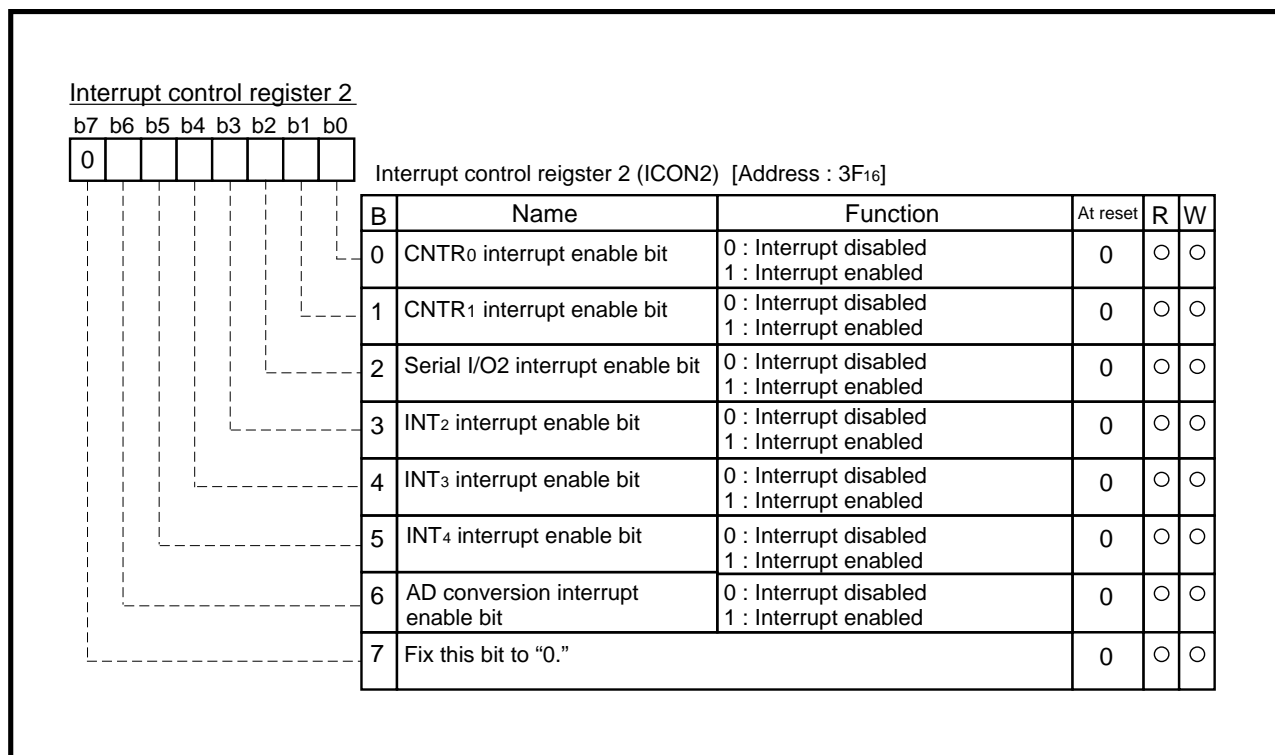 Interrupt control register 2
b7 b6 b5 b4 b3 b2 b1 b0
0
Interrupt control reigster 2 (ICON2) [Address : 3F16]
B Name Function At reset R W
0 CNTR0 interrupt enable bit 0 : Interrupt disabled 0 ○ ○
1 : Interrupt enabled
1 CNTR1 interrupt enable bit 0 : Interrupt disabled 0 ○ ○
1 : Interrupt enabled
2 Serial I/O2 interrupt enable bit 0 : Interrupt disabled 0 ○ ○
1 : Interrupt enabled
3 INT2 interrupt enable bit 0 : Interrupt disabled 0 ○ ○
1 : Interrupt enabled
4 INT3 interrupt enable bit 0 : Interrupt disabled 0 ○ ○
1 : Interrupt enabled
5 INT4 interrupt enable bit 0 : Interrupt disabled 0 ○ ○
1 : Interrupt enabled
6 AD conversion interrupt 0 : Interrupt disabled 0 ○ ○
enable bit 1 : Interrupt enabled
7 Fix this bit to “0.” 0 ○ ○